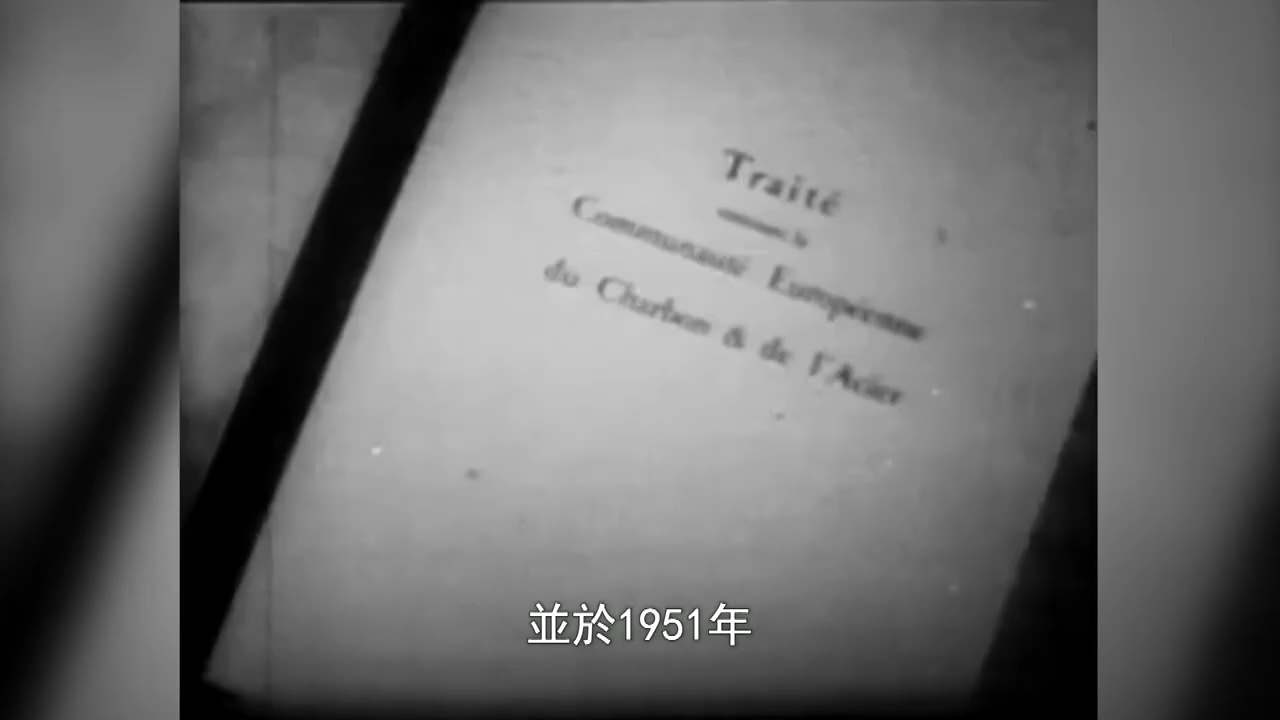 Traité
Communauté Européenne
du Charbon & de l'Acier
並於1951年